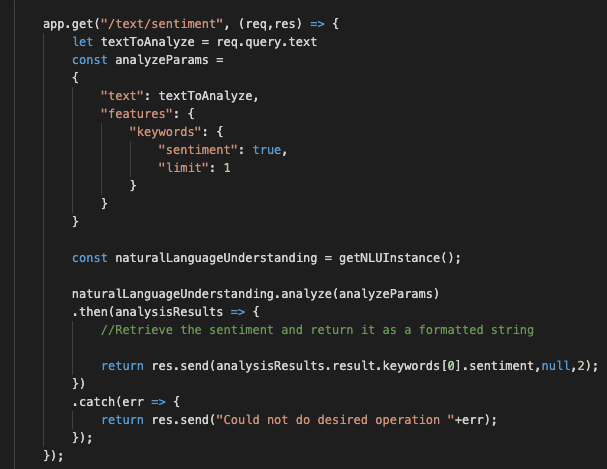 app.get("/text/sentiment", (req,res) => {
let textToAnalyze = req.query.text
const analyzeParams =
{
"text": textToAnalyze,
"features": {
"keywords": {
"sentiment": true,
"limit": 1
}
}
}
const naturalLanguageUnderstanding = getNLUInstance();
naturalLanguageUnderstanding.analyze(analyzeParams)
.then(analysisResults => {
//Retrieve the sentiment and return it as a formatted string
return res.send(analysisResults.result.keywords[0].sentiment,null,2);
})
.catch(err => {
return res.send("Could not do desired operation "+err);
});
});